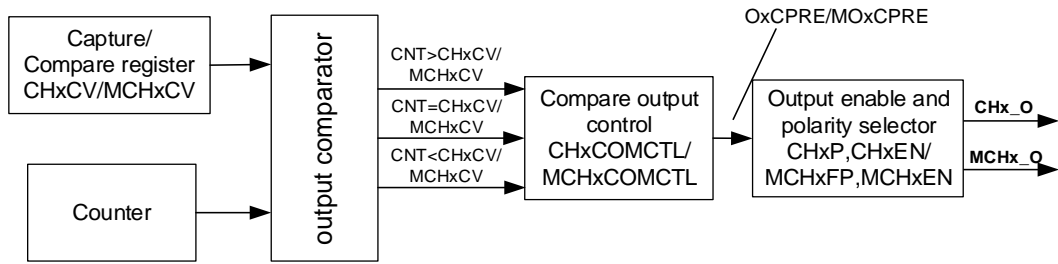 OxCPRE/MOxCPRE
Capture/
Compare register
CHxCV/MCHxCV
Counter
output comparator
CNT>CHxCV/
MCHxCV
CNT=CHxCV/
MCHxCV
CNT<CHxCV/
MCHxCV
Compare output
control
CHxCOMCTL/
MCHxCOMCTL
Output enable and
polarity selector
CHxP,CHxEN/
MCHxFP,MCHxEN
CHx_O
MCHx_O